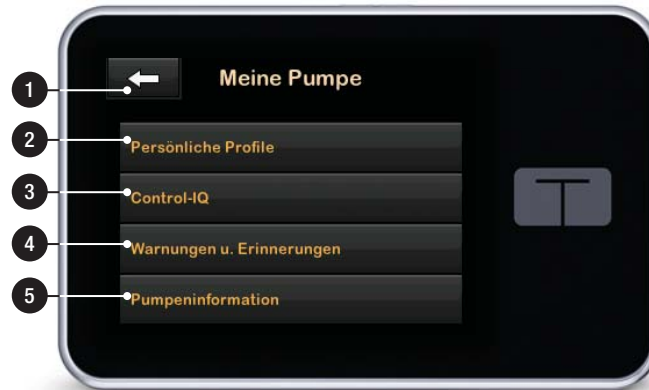 1
Meine Pumpe
2
Persönliche Profile
3
Control-IQ
4
Warnungen u. Erinnerungen
5
Pumpeninformation
T